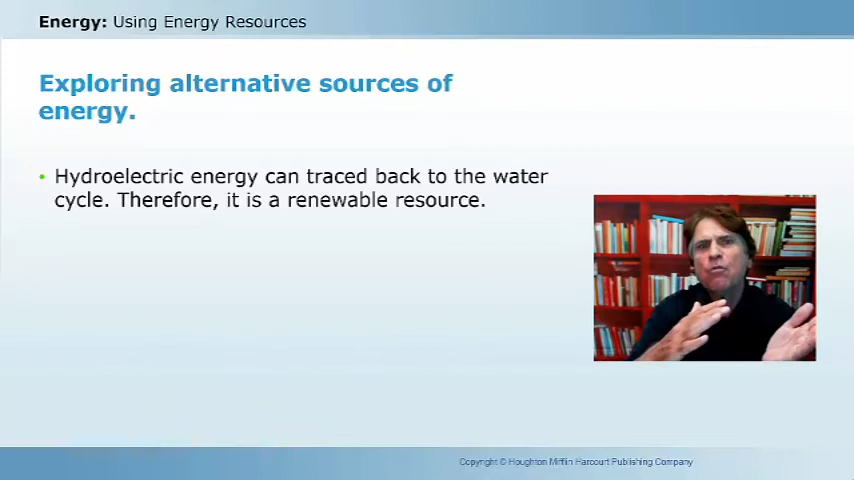 Energy: Using Energy Resources
Exploring alternative sources of
energy.
• Hydroelectric energy can traced back to the water
cycle. Therefore, it is a renewable resource.
Copyright © Houghton Mifflin Harcourt Publishing Company